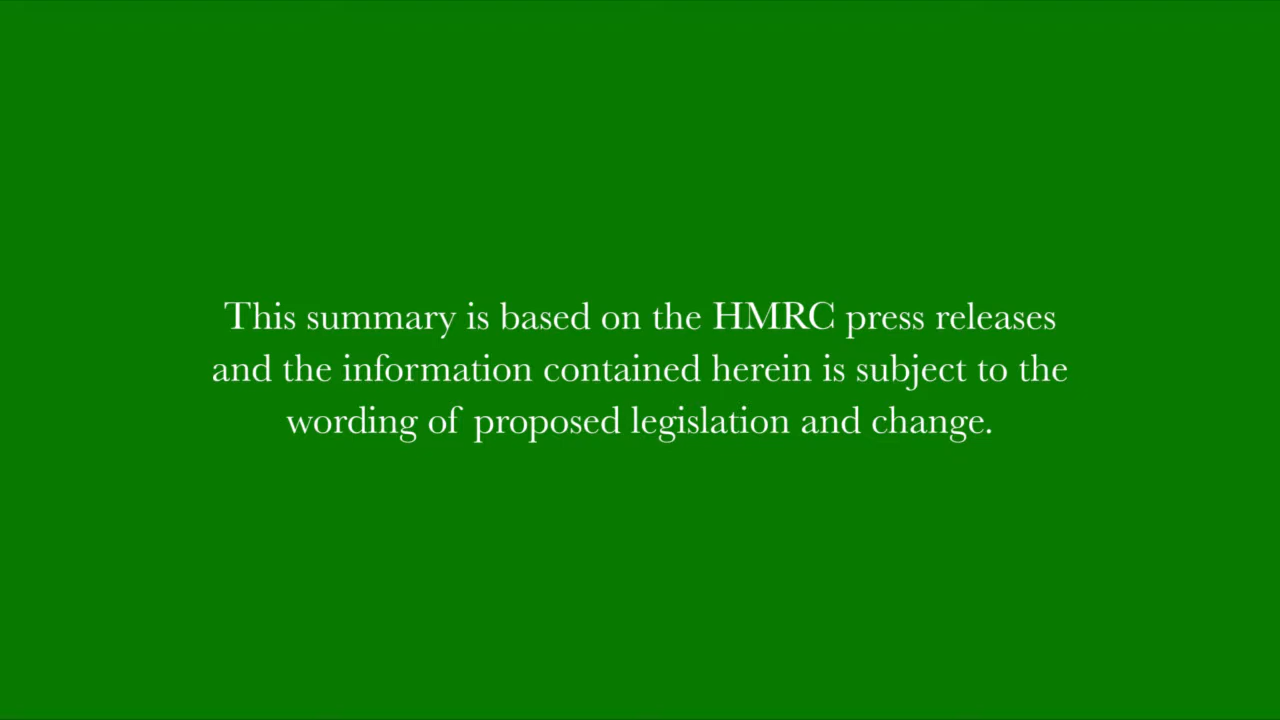 This summary is based on the HMRC press releases
and the information contained herein is subject to the
wording of proposed legislation and change.